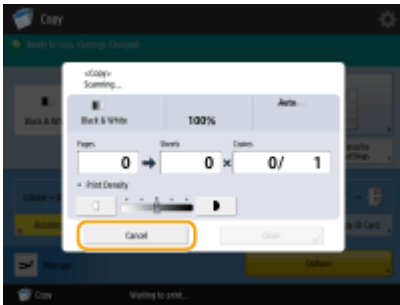 Copy
Ready to copy. (Settings Changed)
<Copy>
Scanning...
Auto...
Black & White
100%
Pages
Sheets
Copies
0 ➔ 0 × 0/ 1
Print Density
Cancel
Close
Interrupt
Options
Copy
Waiting to print...